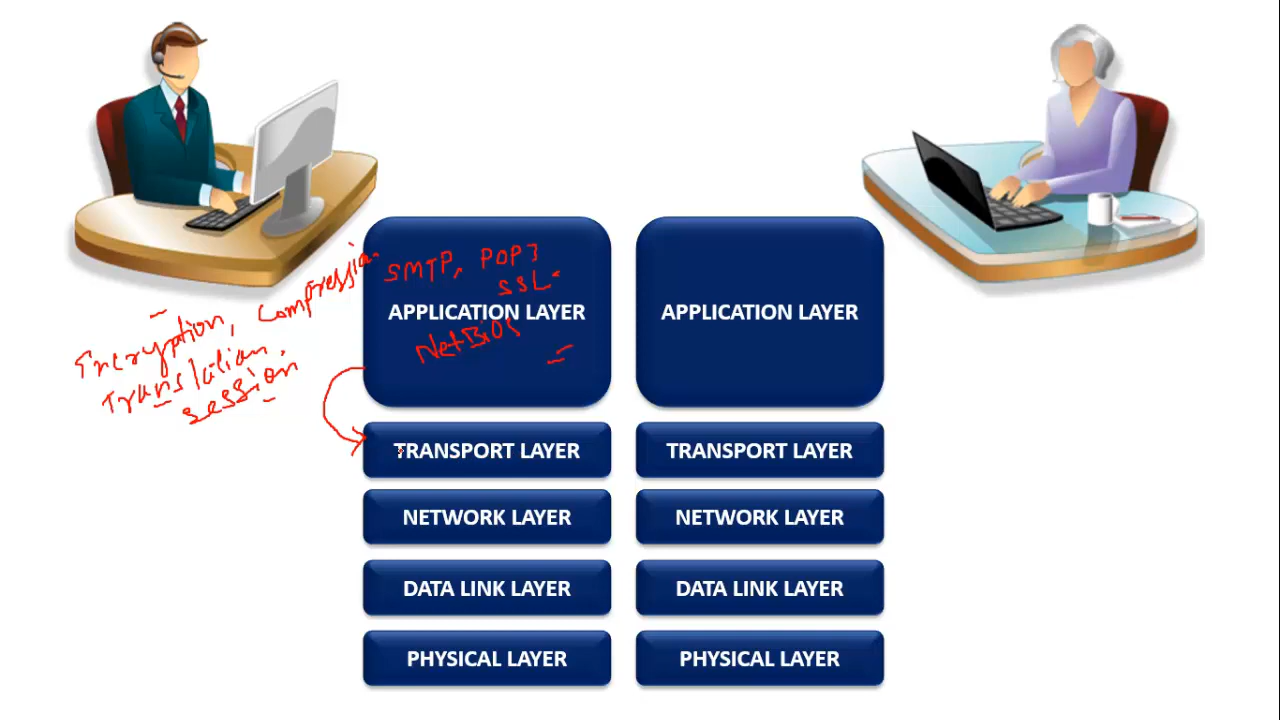 SMTP, POP3
SSL
APPLICATION LAYER
NetBiOS
Encryption, Compression.
Translation,
Session
TRANSPORT LAYER
NETWORK LAYER
DATA LINK LAYER
PHYSICAL LAYER
APPLICATION LAYER
TRANSPORT LAYER
NETWORK LAYER
DATA LINK LAYER
PHYSICAL LAYER